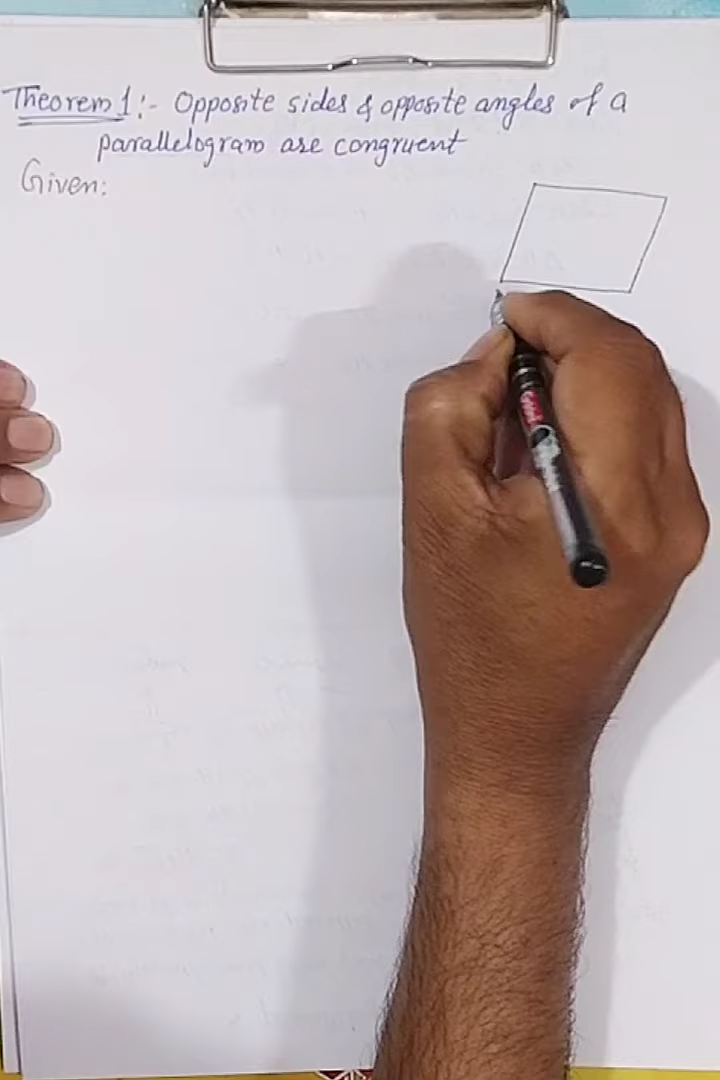 Theorem 1:- Opposite sides & opposite angles of a
parallelogram are congruent
Given: